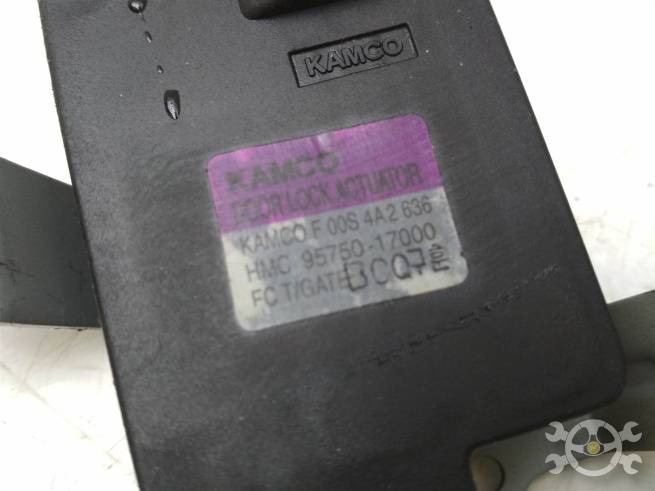 KAMCO
KAMCO
DOOR LOCK ACTUATOR
KAMCO F 00S 4A2 636
HMC 95750-17000
FC T/GATE